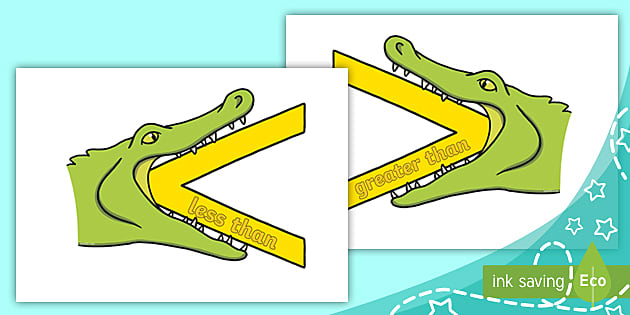 less than
greater than
ink saving
Eco